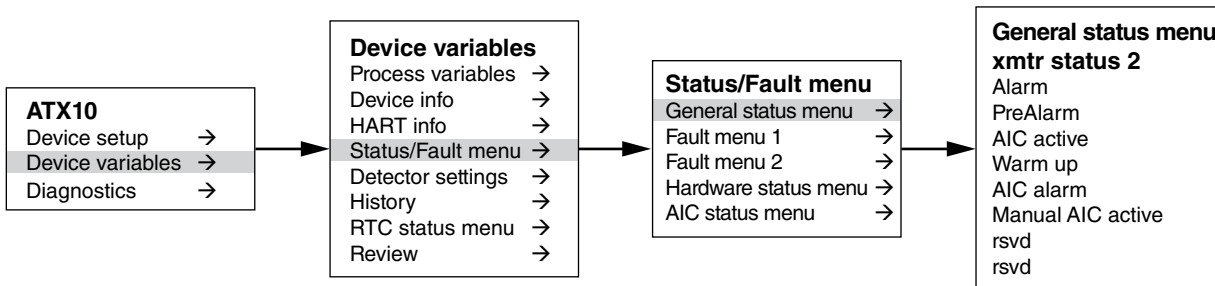 ATX10
Device setup →
Device variables →
Diagnostics →
Device variables
Process variables →
Device info →
HART info →
Status/Fault menu →
Detector settings →
History →
RTC status menu →
Review →
Status/Fault menu
General status menu →
Fault menu 1 →
Fault menu 2 →
Hardware status menu →
AIC status menu →
General status menu
xmtr status 2
Alarm
PreAlarm
AIC active
Warm up
AIC alarm
Manual AIC active
rsvd
rsvd